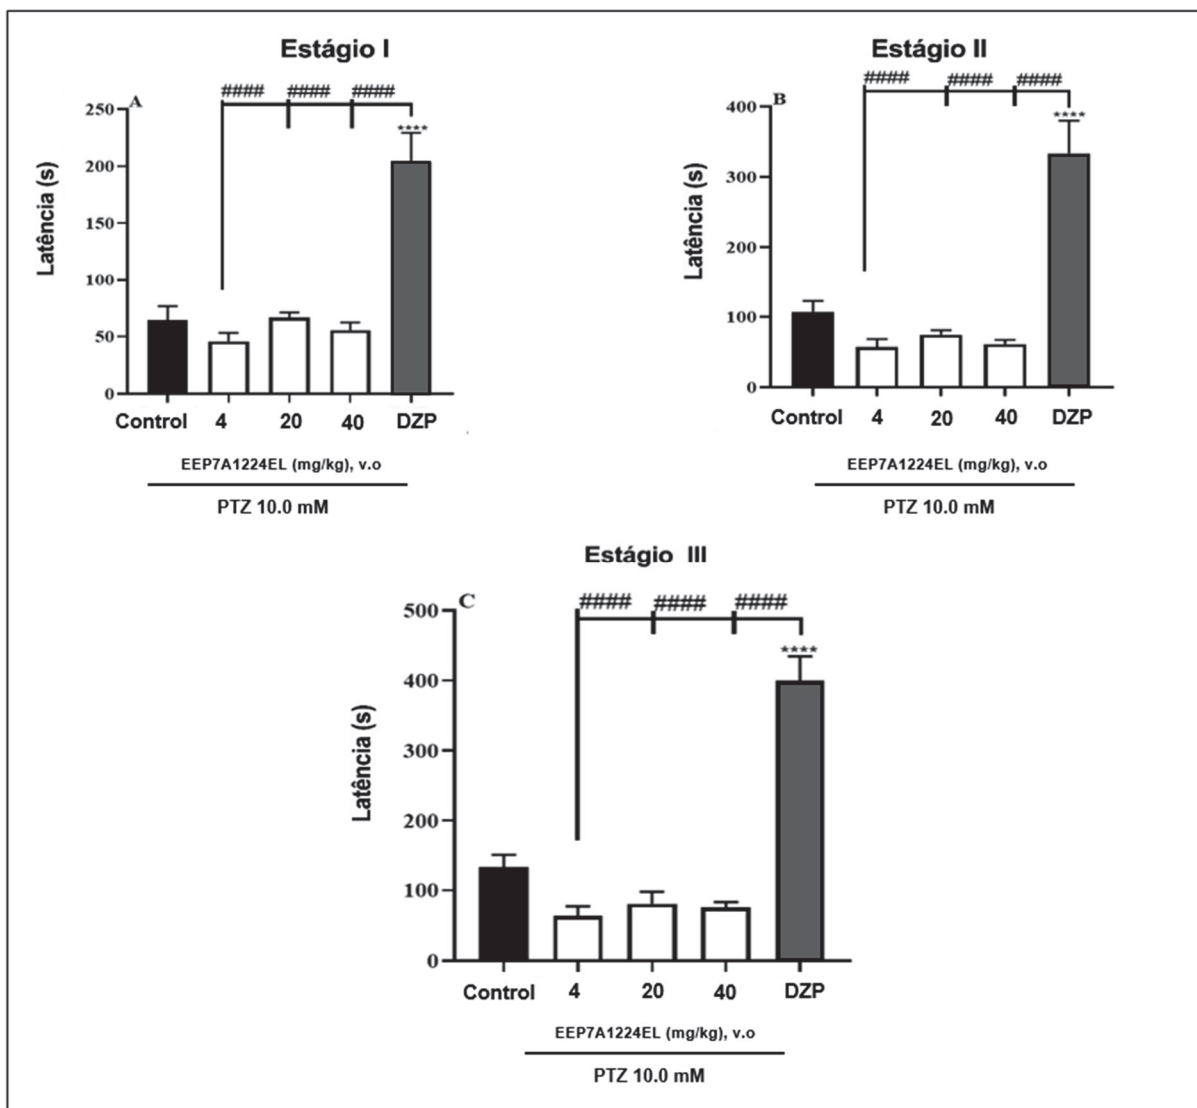 Estágio I
#### #### ####
A
****
250
200
150
100
50
0
Latência (s)
Control 4 20 40 DZP
EEP7A1224EL (mg/kg), v.o
PTZ 10.0 mM
Estágio II
#### #### ####
B
****
400
300
200
100
0
Latência (s)
Control 4 20 40 DZP
EEP7A1224EL (mg/kg), v.o
PTZ 10.0 mM
Estágio III
#### #### ####
C
****
500
400
300
200
100
0
Latência (s)
Control 4 20 40 DZP
EEP7A1224EL (mg/kg), v.o
PTZ 10.0 mM